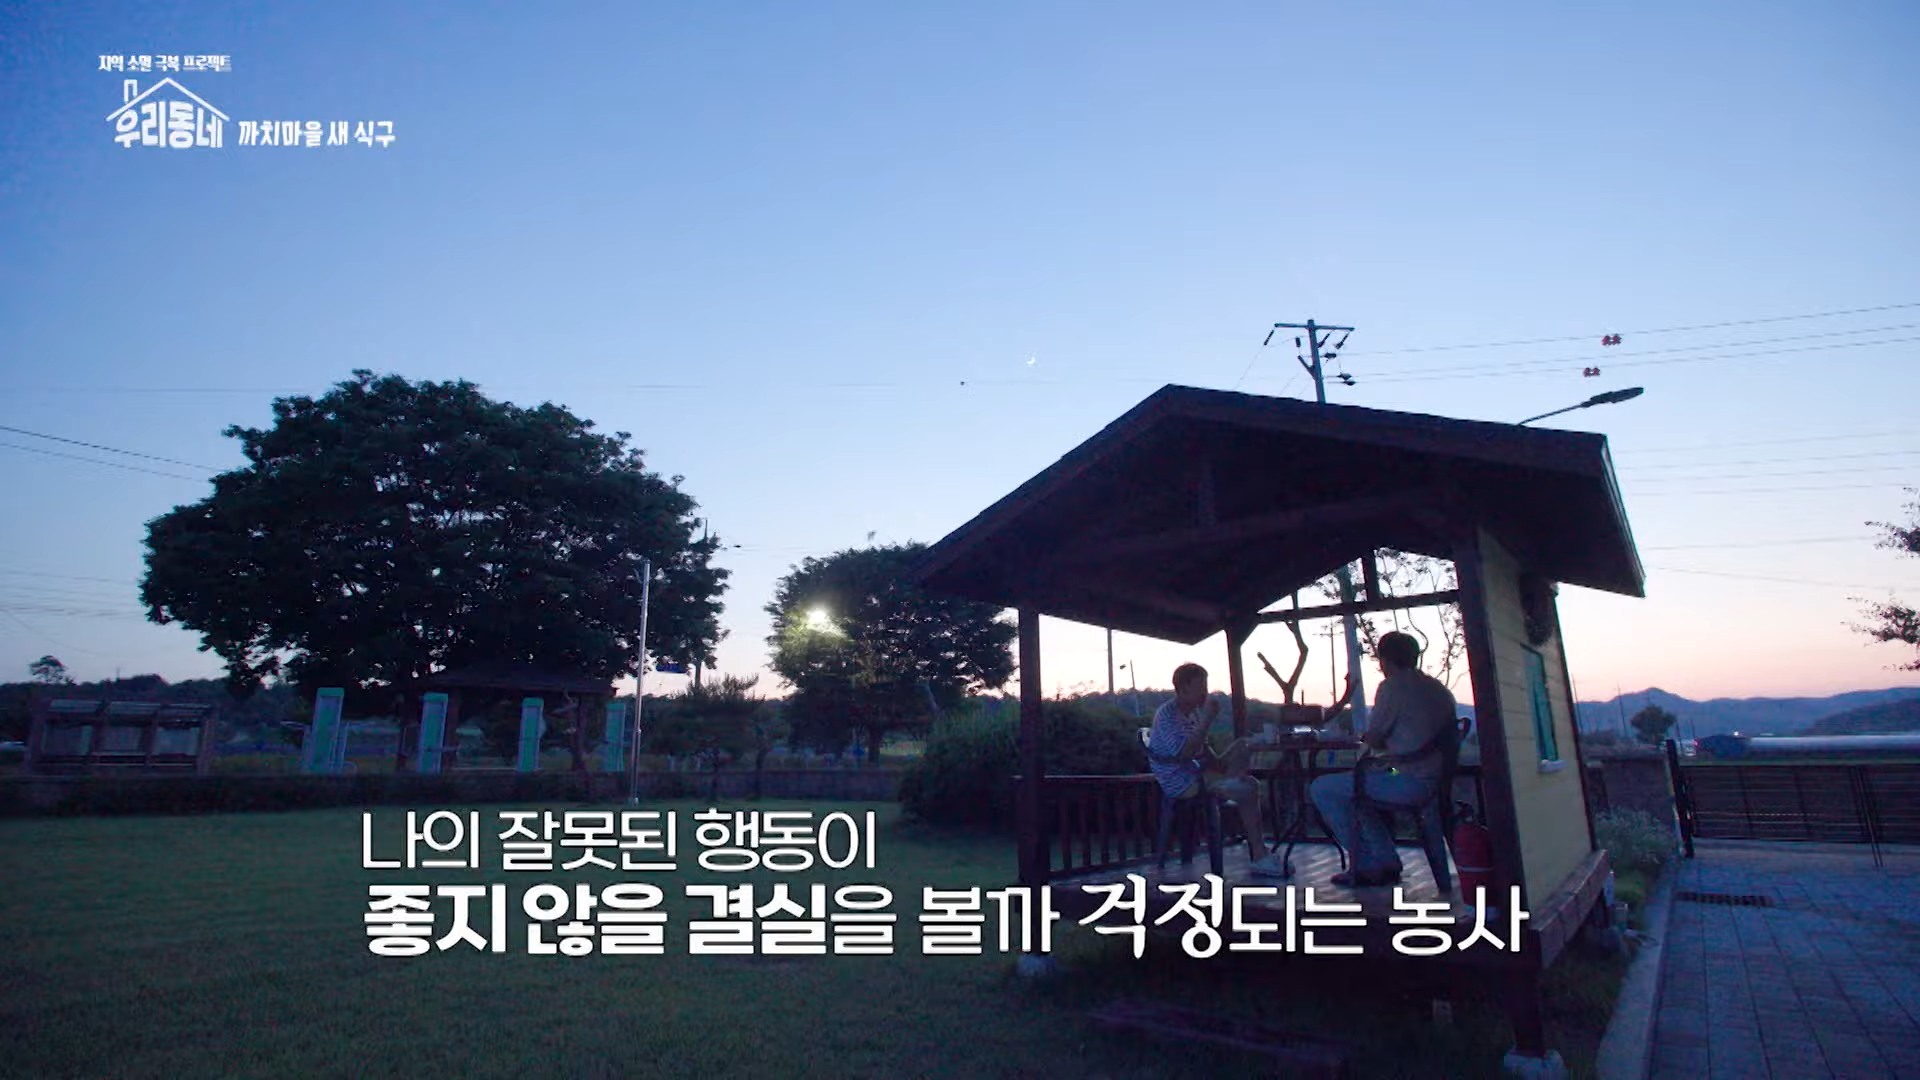 지역 소멸 극복 프로젝트
우리동네 까치마을 새 식구
나의 잘못된 행동이
좋지 않을 결실을 볼까 걱정되는 농사